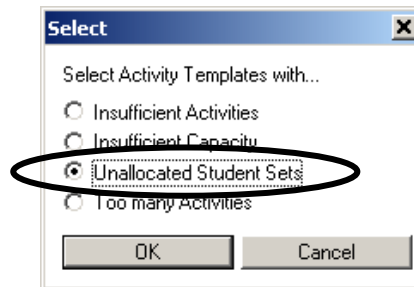 Select
Select Activity Templates with...
Insufficient Activities
Insufficient Capacity
Unallocated Student Sets
Too many Activities
OK
Cancel